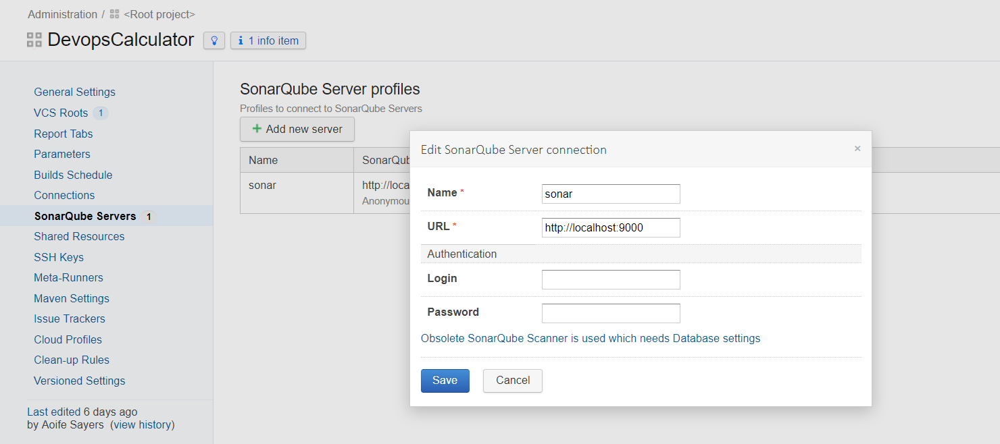 Administration / <Root project>
DevopsCalculator
1 info item
General Settings
VCS Roots 1
Report Tabs
Parameters
Builds Schedule
Connections
SonarQube Servers 1
Shared Resources
SSH Keys
Meta-Runners
Maven Settings
Issue Trackers
Cloud Profiles
Clean-up Rules
Versioned Settings
Last edited 6 days ago
by Aoife Sayers (view history)
SonarQube Server profiles
Profiles to connect to SonarQube Servers
+ Add new server
Name SonarQub
sonar http://loca
Anonymou
Edit SonarQube Server connection ×
Name * sonar
URL * http://localhost:9000
Authentication
Login
Password
Obsolete SonarQube Scanner is used which needs Database settings
Save Cancel